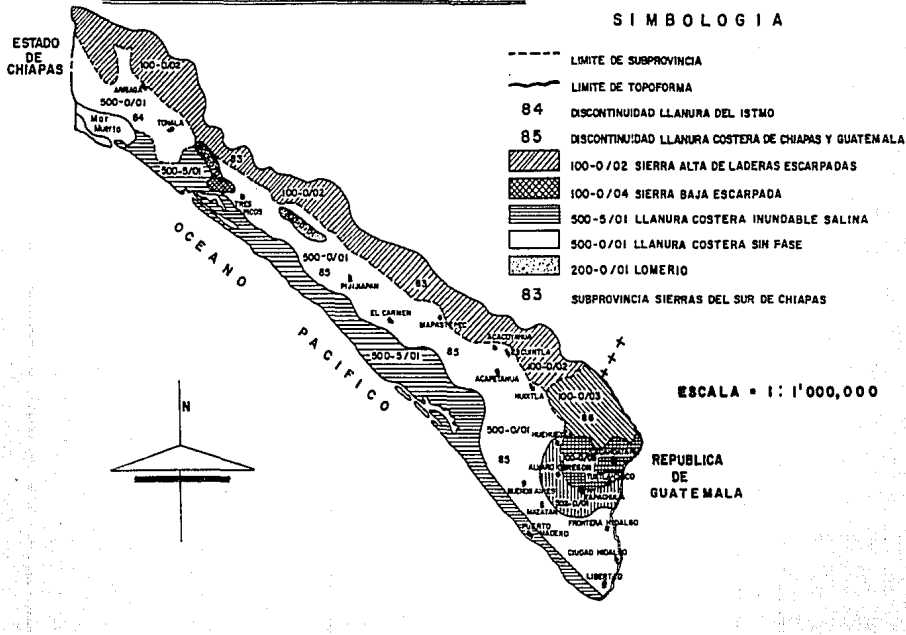 SIMBOLOGIA
LIMITE DE SUBPROVINCIA
LIMITE DE TOPOFORMA
84 DISCONTINUIDAD LLANURA DEL ISTMO
85 DISCONTINUIDAD LLANURA COSTERA DE CHIAPAS Y GUATEMALA
100-0/02 SIERRA ALTA DE LADERAS ESCARPADAS
100-0/04 SIERRA BAJA ESCARPADA
500-5/01 LLANURA COSTERA INUNDABLE SALINA
500-0/01 LLANURA COSTERA SIN FASE
200-0/01 LOMERIO
83 SUBPROVINCIA SIERRAS DEL SUR DE CHIAPAS
ESCALA = 1:1'000,000
ESTADO
DE
CHIAPAS
100-0/02
ARRIAGA
500-0/01
84
Mar
Muerto
TONALA
83
500-5/01
100-0/02
TRES
PICOS
500-0/01
85
PIJIJIAPAN
83
EL CARMEN
MAPASTEPEC
85
500-5/01
ESCUINTLA
100-0/02
ACAPETAHUA
HUIXTLA
100-0/03
500-0/01
85
ALVARO OBREGON
BUENOS AIRES
TAPACHULA
MAZATAN
PUERTO
MADERO
FRONTERA HIDALGO
CIUDAD HIDALGO
LIBERTAD
OCEANO
PACIFICO
REPUBLICA
DE
GUATEMALA
N